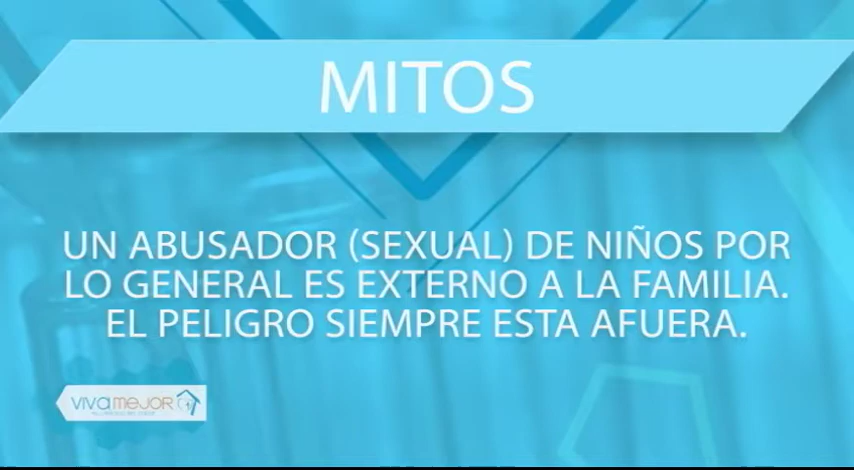 MITOS
UN ABUSADOR (SEXUAL) DE NIÑOS POR
LO GENERAL ES EXTERNO A LA FAMILIA.
EL PELIGRO SIEMPRE ESTA AFUERA.
VIVAMEJOR